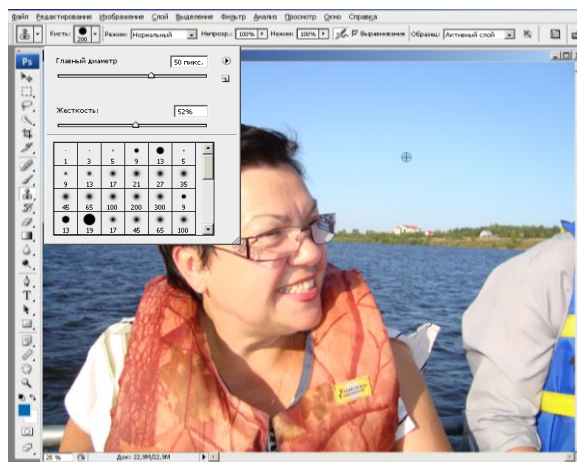 Файл Редактирование Изображение Слой Выделение Фильтр Анализ Просмотр Окно Справка
Кисть: 200 Режим: Нормальный Непрозр.: 100% Нажим: 100% Выравнивание Образец: Активный слой
Ps
Главный диаметр 50 пикс.
Жесткость: 52%
1 3 5 9 13 5
9 13 17 21 27 35
45 65 100 200 300 9
13 19 17 45 65 100
T
25 % Док: 22,9M/22,9M